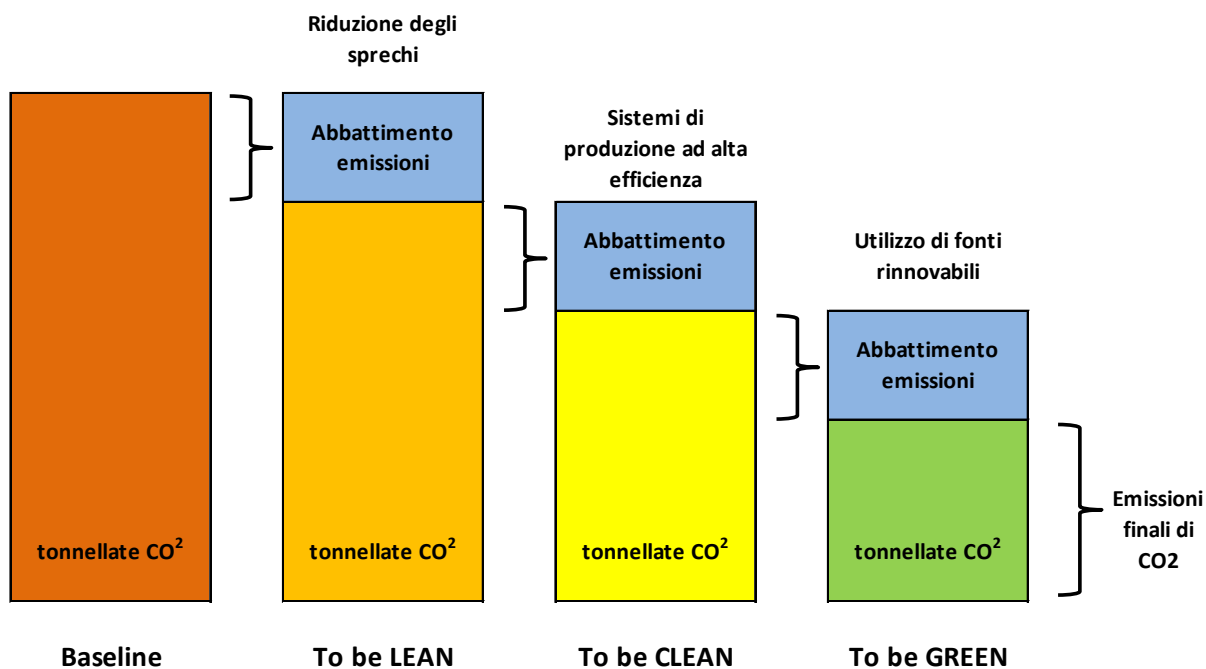 Riduzione degli
sprechi
Abbattimento
emissioni
Sistemi di
produzione ad alta
efficienza
Abbattimento
emissioni
Utilizzo di fonti
rinnovabili
Abbattimento
emissioni
tonnellate CO²
tonnellate CO²
tonnellate CO²
tonnellate CO²
Emissioni
finali di
CO2
Baseline
To be LEAN
To be CLEAN
To be GREEN